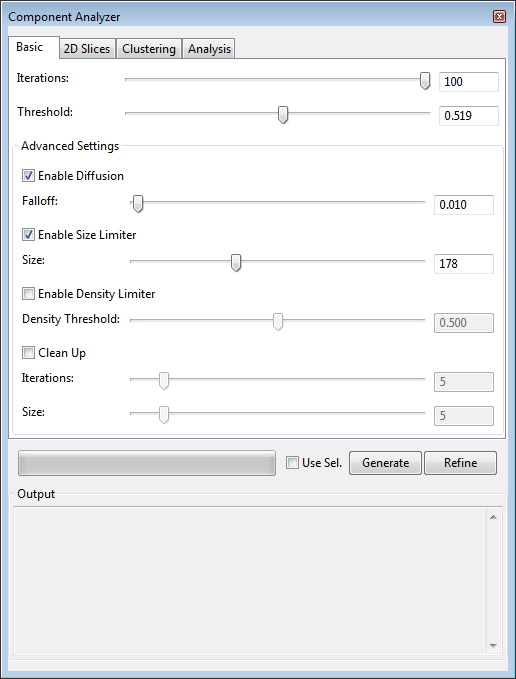 Component Analyzer
Basic 2D Slices Clustering Analysis
Iterations: 100
Threshold: 0.519
Advanced Settings
Enable Diffusion
Falloff: 0.010
Enable Size Limiter
Size: 178
Enable Density Limiter
Density Threshold: 0.500
Clean Up
Iterations: 5
Size: 5
Use Sel. Generate Refine
Output